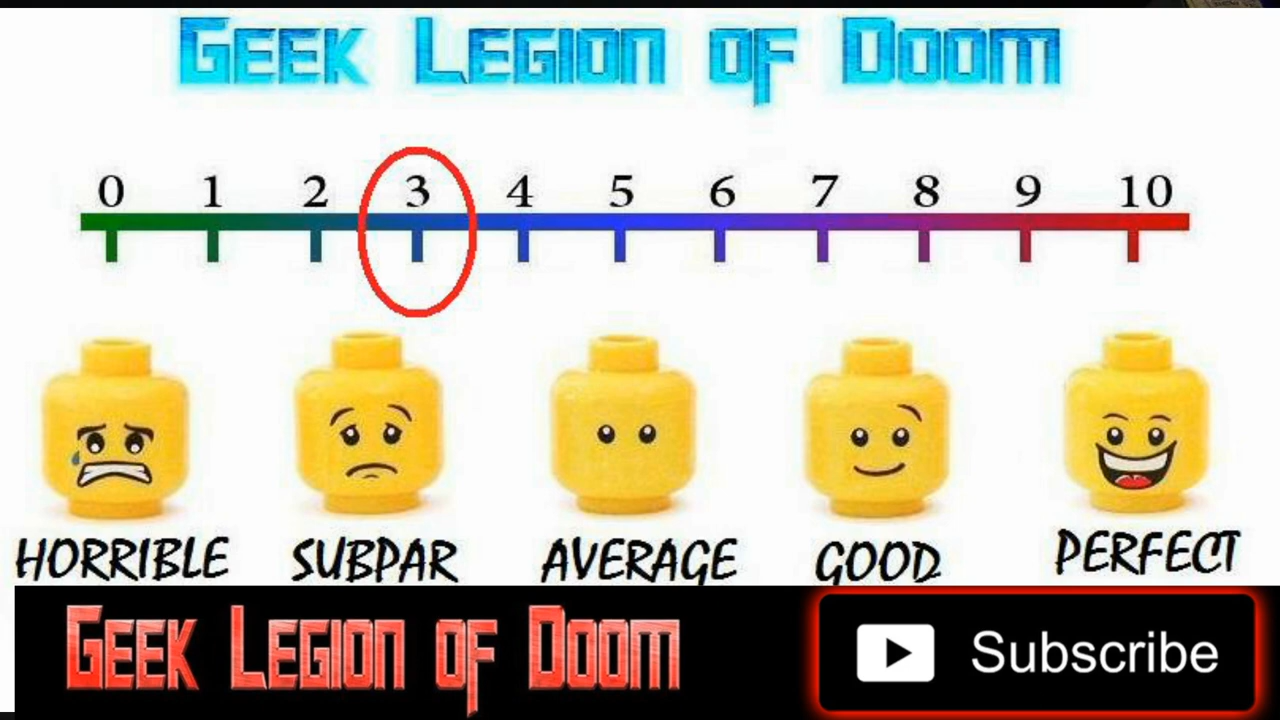 GEEK LEGION OF DOOM
0 1 2 3 4 5 6 7 8 9 10
HORRIBLE SUBPAR AVERAGE GOOD PERFECT
GEEK LEGION OF DOOM
Subscribe